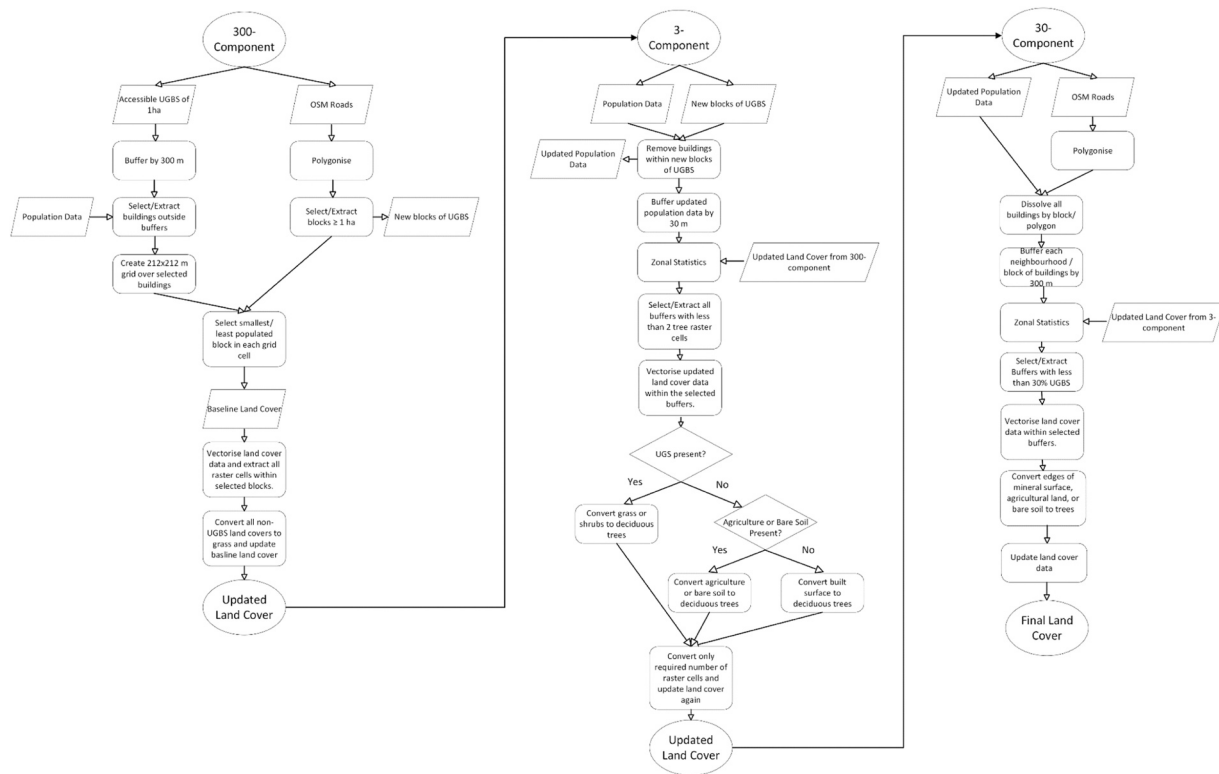 300-
Component
Accessible UGBS of
1ha
OSM Roads
Buffer by 300 m
Polygonise
Population Data
Select/Extract
buildings outside
buffers
Select/Extract
blocks ≥ 1 ha
New blocks of UGBS
Create 212x212 m
grid over selected
buildings
Select smallest/
least populated
block in each grid
cell
Baseline Land Cover
Vectorise land cover
data and extract all
raster cells within
selected blocks.
Convert all non-
UGBS land covers to
grass and update
basline land cover
Updated
Land Cover
3-
Component
Population Data
New blocks of UGBS
Updated Population
Data
Remove buildings
within new blocks
of UGBS
Buffer updated
population data by
30 m
Zonal Statistics
Updated Land Cover from 300-
component
Select/Extract all
buffers with less
than 2 tree raster
cells
Vectorise updated
land cover data
within the selected
buffers.
UGS present?
Yes
No
Convert grass or
shrubs to deciduous
trees
Agriculture or Bare Soil
Present?
Yes
No
Convert agriculture
or bare soil to
deciduous trees
Convert built
surface to
deciduous trees
Convert only
required number of
raster cells and
update land cover
again
Updated
Land Cover
30-
Component
Updated Population
Data
OSM Roads
Polygonise
Dissolve all
buildings by block/
polygon
Buffer each
neighbourhood /
block of buildings by
300 m
Zonal Statistics
Updated Land Cover from 3-
component
Select/Extract
Buffers with less
than 30% UGBS
Vectorise land cover
data within selected
buffers.
Convert edges of
mineral surface,
agricultural land, or
bare soil to trees
Update land cover
data
Final Land
Cover